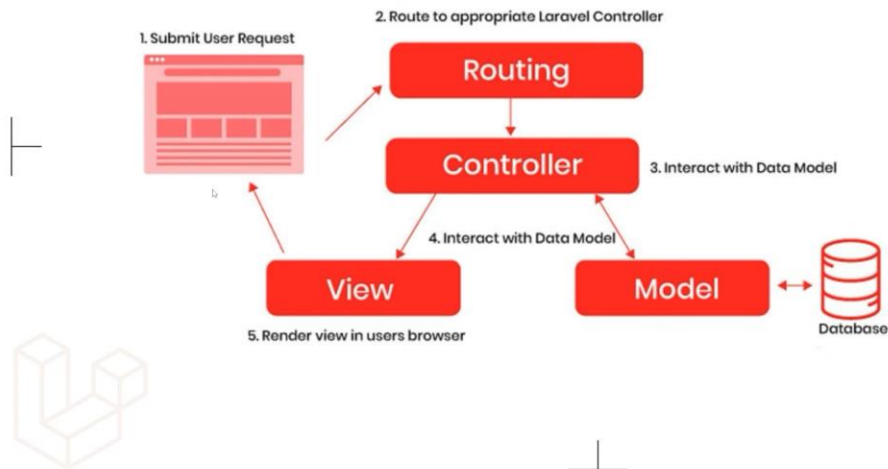 2. Route to appropriate Laravel Controller
1. Submit User Request
Routing
Controller
3. Interact with Data Model
4. Interact with Data Model
View
Model
5. Render view in users browser
Database